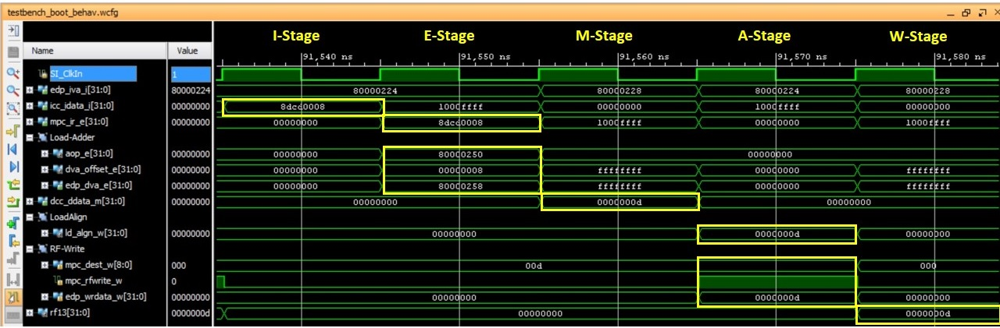 testbench_boot_behav.wcfg
I-Stage E-Stage M-Stage A-Stage W-Stage
Name Value
91,540 ns 91,550 ns 91,560 ns 91,570 ns 91,580 ns
SI_ClkIn 1
edp_iva_i[31:0] 80000224 80000224 80000228 80000224 80000228
icc_idata_i[31:0] 00000000 8dcd0008 1000ffff 00000000 1000ffff 00000000
mpc_ir_e[31:0] 00000000 00000000 8dcd0008 1000ffff 00000000 1000ffff
Load-Adder
aop_e[31:0] 00000000 00000000 80000250 00000000
dva_offset_e[31:0] 00000000 00000000 00000008 ffffffff 00000000 ffffffff
edp_dva_e[31:0] 00000000 00000000 80000258 ffffffff 00000000 ffffffff
dcc_ddata_m[31:0] 00000000 00000000 0000000d 00000000
LoadAlign
ld_algn_w[31:0] 00000000 00000000 0000000d 00000000
RF-Write
mpc_dest_w[8:0] 000 00d 000
mpc_rfwrite_w 0
edp_wrdata_w[31:0] 00000000 00000000 0000000d 00000000
rf13[31:0] 0000000d 00000000 0000000d